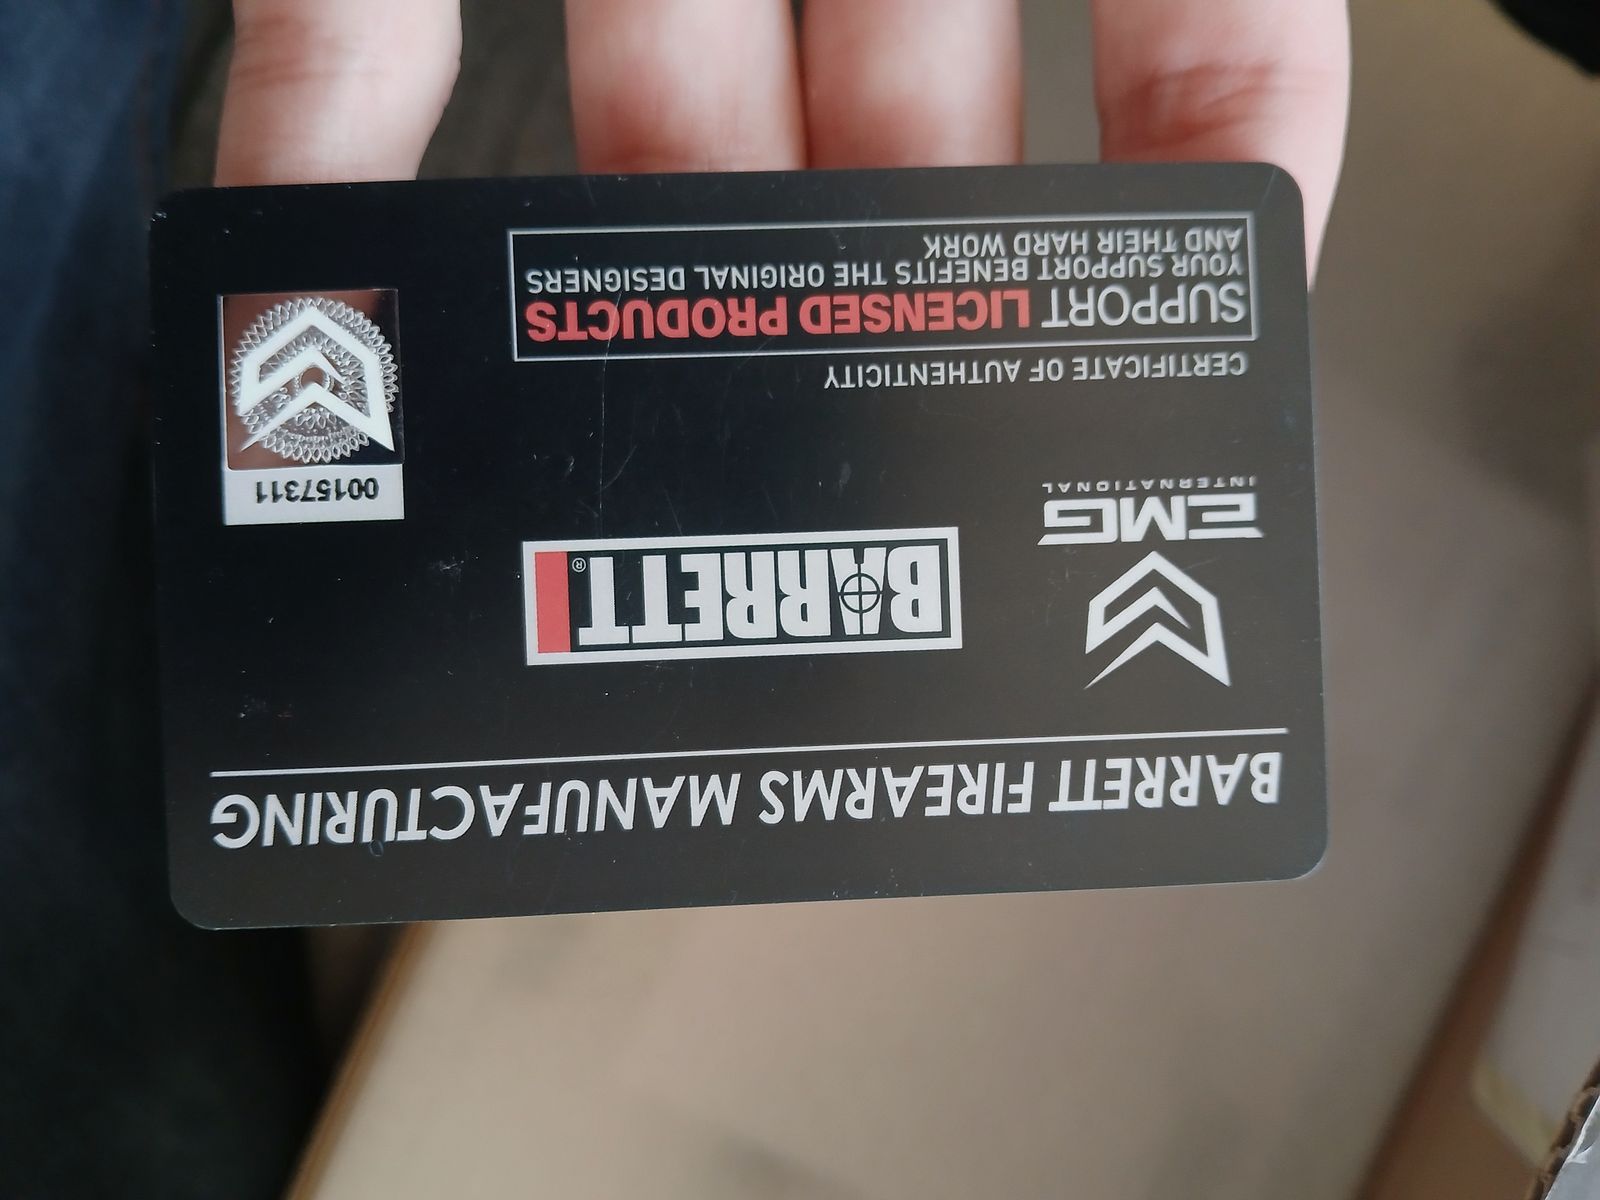 BARRETT FIREARMS MANUFACTURING
EMG
INTERNATIONAL
BARRETT®
00157311
CERTIFICATE OF AUTHENTICITY
SUPPORT LICENSED PRODUCTS
YOUR SUPPORT BENEFITS THE ORIGINAL DESIGNERS
AND THEIR HARD WORK